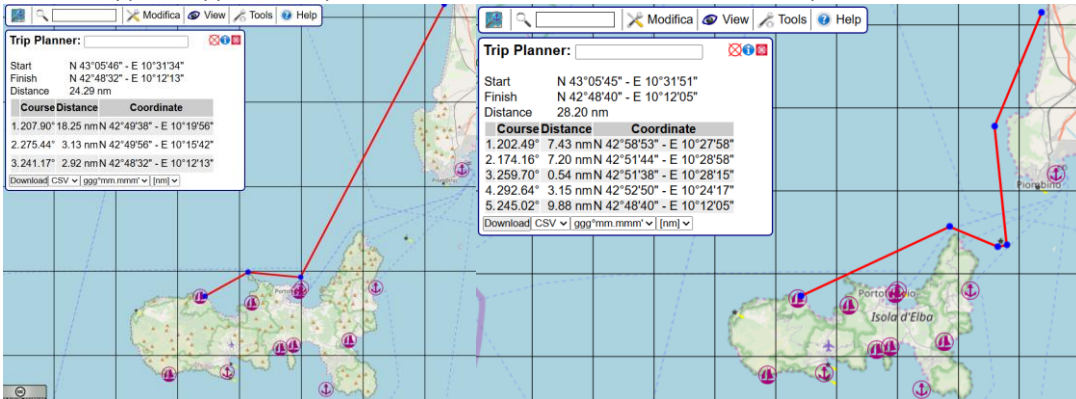 Modifica View Tools Help
Trip Planner:
Start N 43°05'46" - E 10°31'34"
Finish N 42°48'32" - E 10°12'13"
Distance 24.29 nm
Course Distance Coordinate
1. 207.90° 18.25 nm N 42°49'38" - E 10°19'56"
2. 275.44° 3.13 nm N 42°49'56" - E 10°15'42"
3. 241.17° 2.92 nm N 42°48'32" - E 10°12'13"
Download CSV ggg°mm.mmm' [nm]
Modifica View Tools Help
Trip Planner:
Start N 43°05'45" - E 10°31'51"
Finish N 42°48'40" - E 10°12'05"
Distance 28.20 nm
Course Distance Coordinate
1. 202.49° 7.43 nm N 42°58'53" - E 10°27'58"
2. 174.16° 7.20 nm N 42°51'44" - E 10°28'58"
3. 259.70° 0.54 nm N 42°51'38" - E 10°28'15"
4. 292.64° 3.15 nm N 42°52'50" - E 10°24'17"
5. 245.02° 9.88 nm N 42°48'40" - E 10°12'05"
Download CSV ggg°mm.mmm' [nm]
Piombino
Isola d'Elba